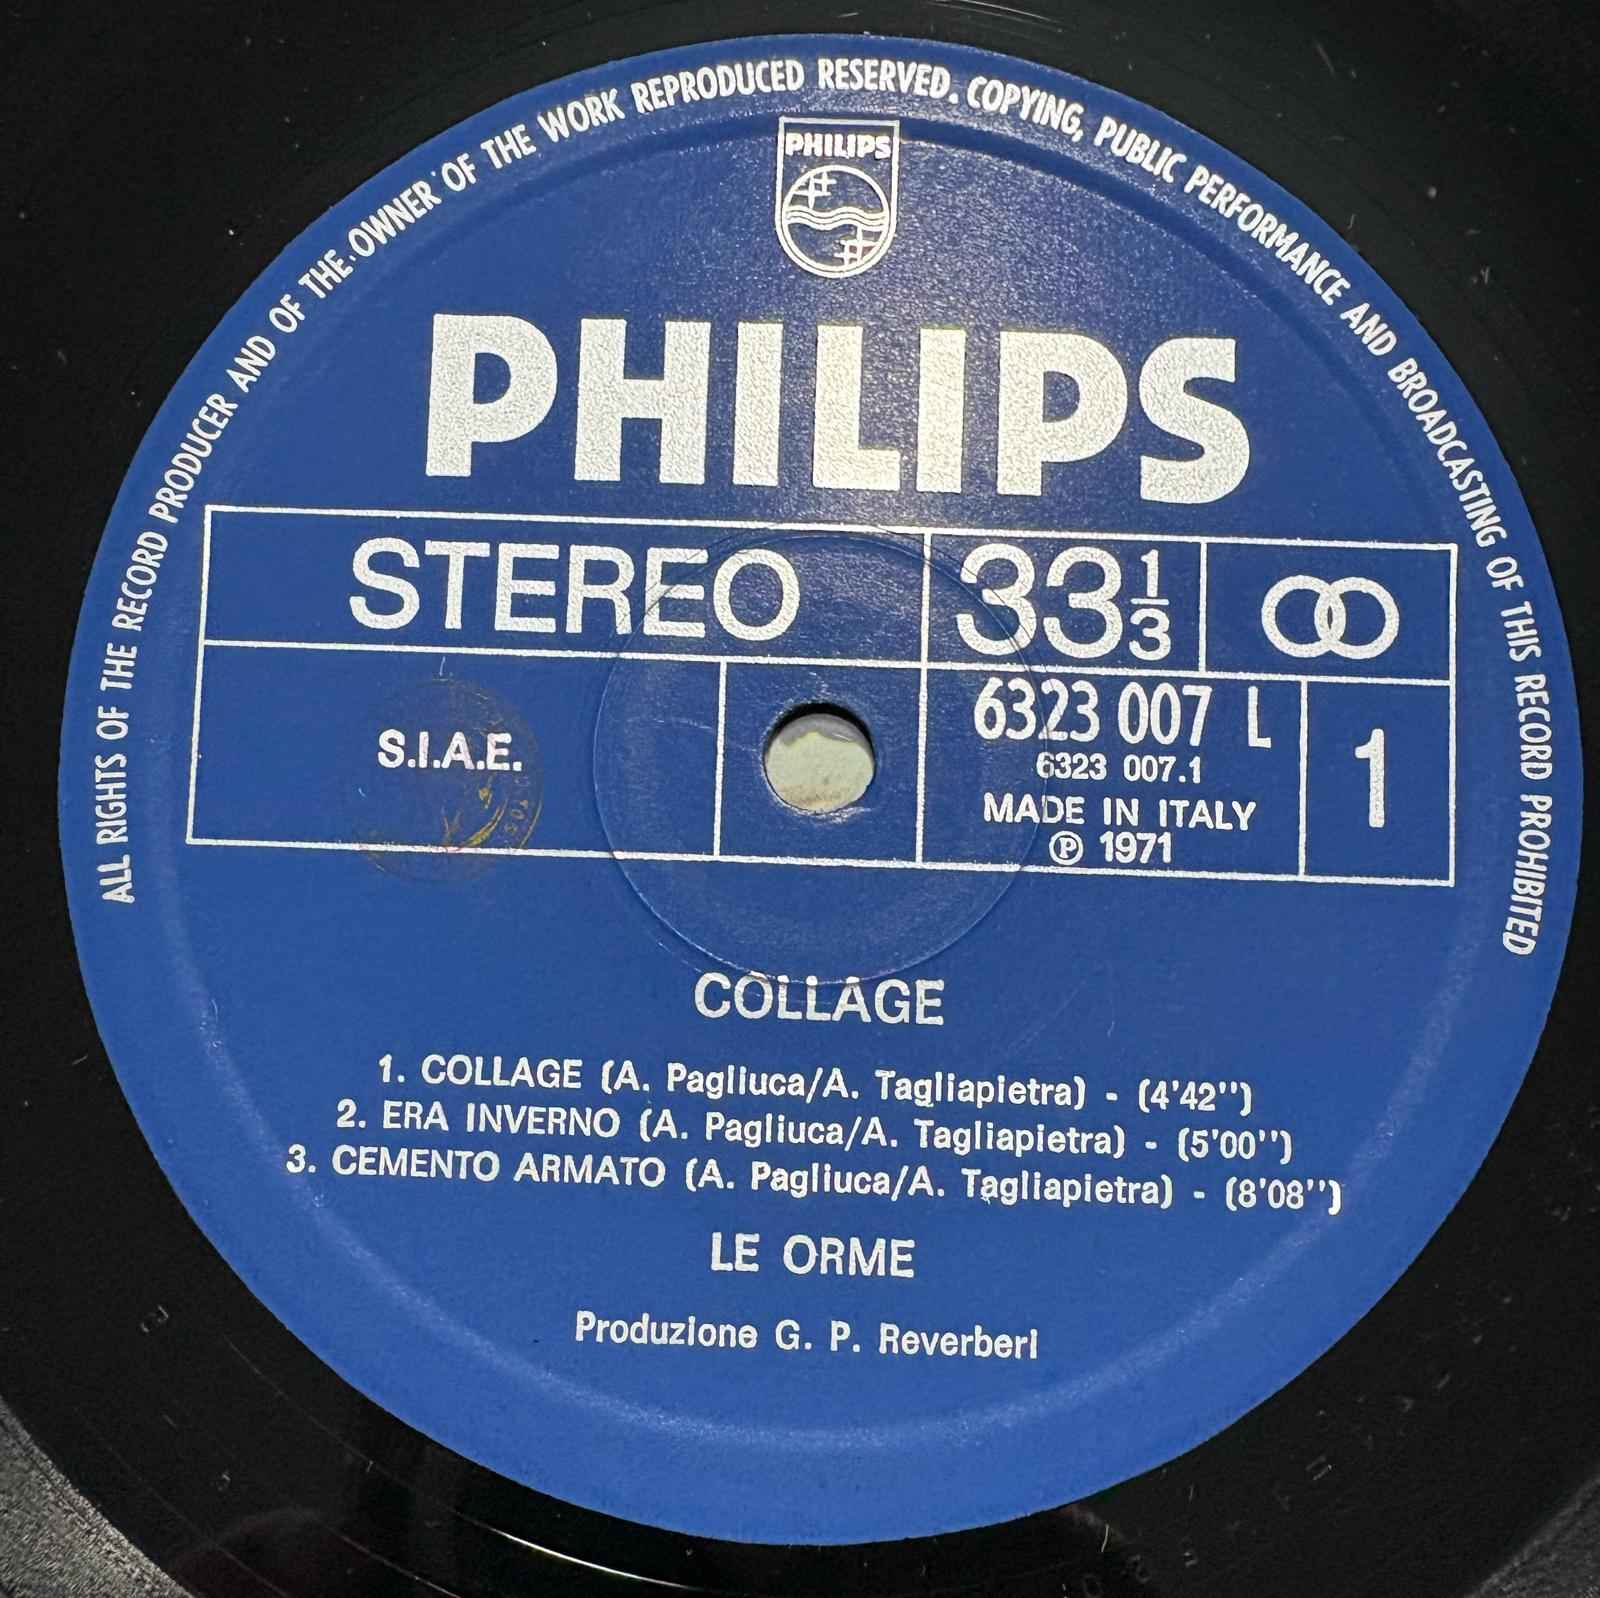 ALL RIGHTS OF THE RECORD PRODUCER AND OF THE OWNER OF THE WORK REPRODUCED RESERVED. COPYING, PUBLIC PERFORMANCE AND BROADCASTING OF THIS RECORD PROHIBITED
PHILIPS
PHILIPS
STEREO 33 1/3
S.I.A.E.
6323 007 L
6323 007.1
MADE IN ITALY
Ⓟ 1971
1
COLLAGE
1. COLLAGE (A. Pagliuca/A. Tagliapietra) - (4'42'')
2. ERA INVERNO (A. Pagliuca/A. Tagliapietra) - (5'00'')
3. CEMENTO ARMATO (A. Pagliuca/A. Tagliapietra) - (8'08'')
LE ORME
Produzione G. P. Reverberi